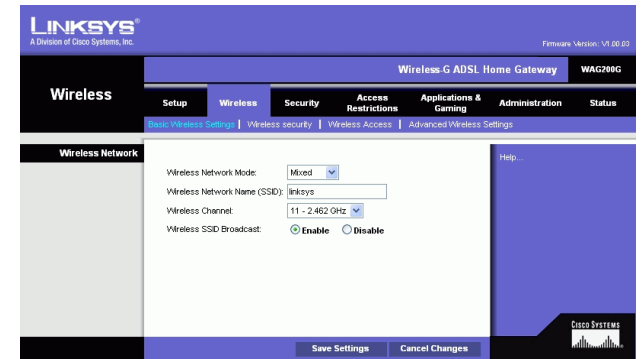 LINKSYS®
A Division of Cisco Systems, Inc.
Firmware Version: V1.00.03
Wireless-G ADSL Home Gateway WAG200G
Wireless
Setup Wireless Security Access Restrictions Applications & Gaming Administration Status
Basic Wireless Settings | Wireless security | Wireless Access | Advanced Wireless Settings
Wireless Network
Help...
Wireless Network Mode: Mixed
Wireless Network Name (SSID): linksys
Wireless Channel: 11 - 2.462 GHz
Wireless SSID Broadcast: Enable Disable
CISCO SYSTEMS
Save Settings Cancel Changes